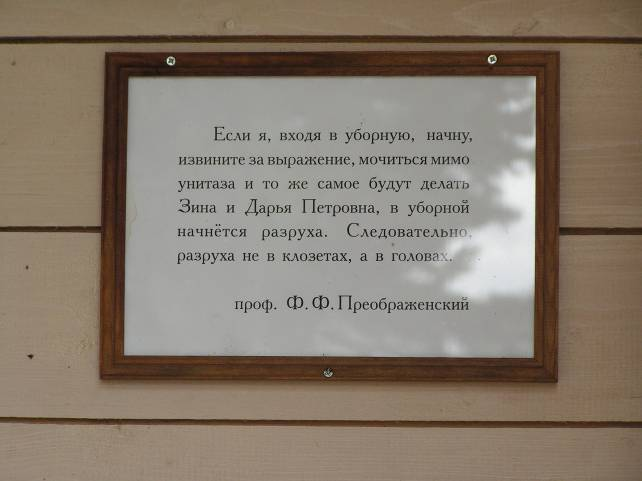 Если я, входя в уборную, начну,
извините за выражение, мочиться мимо
унитаза и то же самое будут делать
Зина и Дарья Петровна, в уборной
начнётся разруха. Следовательно,
разруха не в клозетах, а в головах.
проф. Ф. Ф. Преображенский